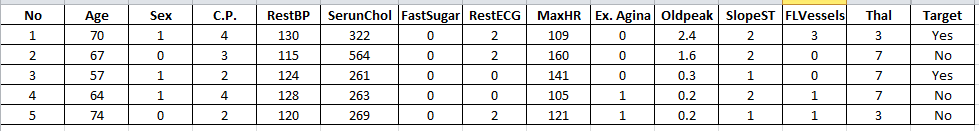 No Age Sex C.P. RestBP SerunChol FastSugar RestECG MaxHR Ex. Agina Oldpeak SlopeST FLVessels Thal Target
1 70 1 4 130 322 0 2 109 0 2.4 2 3 3 Yes
2 67 0 3 115 564 0 2 160 0 1.6 2 0 7 No
3 57 1 2 124 261 0 0 141 0 0.3 1 0 7 Yes
4 64 1 4 128 263 0 0 105 1 0.2 2 1 7 No
5 74 0 2 120 269 0 2 121 1 0.2 1 1 3 No